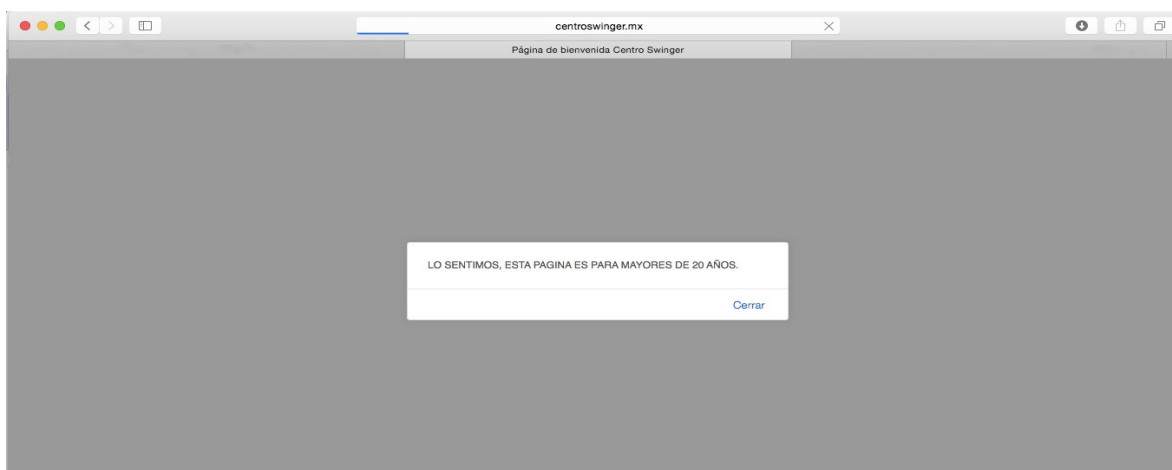 centroswinger.mx
Página de bienvenida Centro Swinger
LO SENTIMOS, ESTA PAGINA ES PARA MAYORES DE 20 AÑOS.
Cerrar